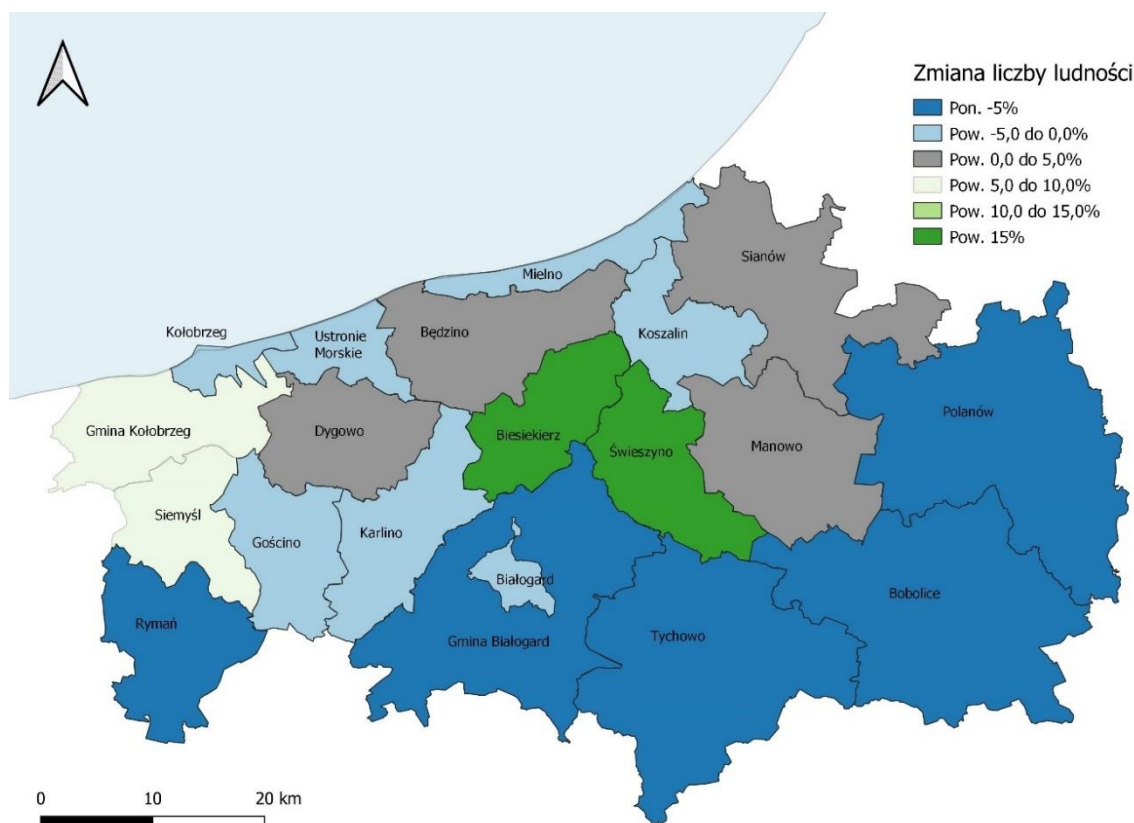 Zmiana liczby ludności
Pon. -5%
Pow. -5,0 do 0,0%
Pow. 0,0 do 5,0%
Pow. 5,0 do 10,0%
Pow. 10,0 do 15,0%
Pow. 15%
Sianów
Mielno
Kołobrzeg
Ustronie
Morskie
Będzino
Koszalin
Polanów
Gmina Kołobrzeg
Dygowo
Biesiekierz
Świeszyno
Manowo
Siemyśl
Gościno
Karlino
Białogard
Bobolice
Rymań
Gmina Białogard
Tychowo
0 10 20 km